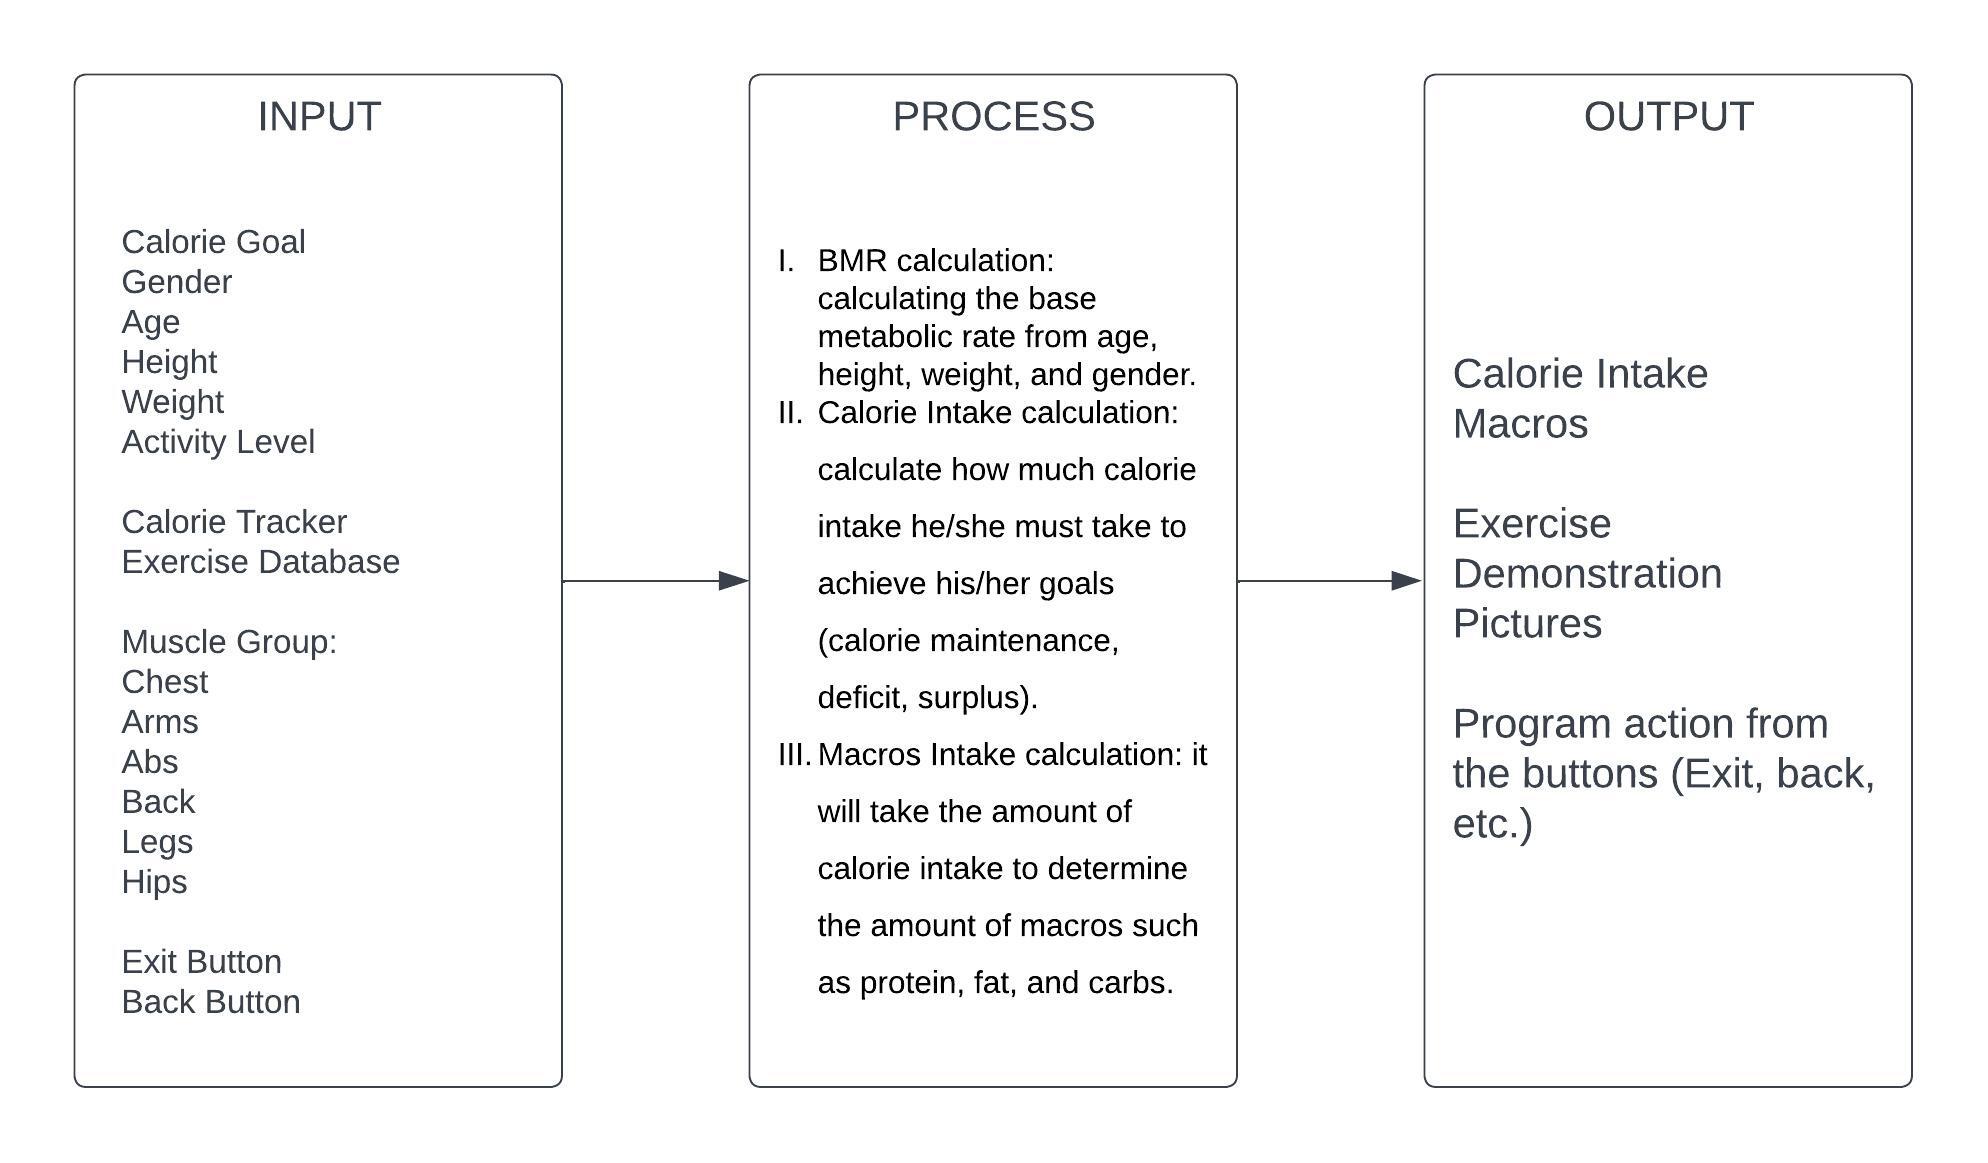 INPUT
Calorie Goal
Gender
Age
Height
Weight
Activity Level
Calorie Tracker
Exercise Database
Muscle Group:
Chest
Arms
Abs
Back
Legs
Hips
Exit Button
Back Button
PROCESS
I. BMR calculation:
calculating the base
metabolic rate from age,
height, weight, and gender.
II. Calorie Intake calculation:
calculate how much calorie
intake he/she must take to
achieve his/her goals
(calorie maintenance,
deficit, surplus).
III. Macros Intake calculation: it
will take the amount of
calorie intake to determine
the amount of macros such
as protein, fat, and carbs.
OUTPUT
Calorie Intake
Macros
Exercise
Demonstration
Pictures
Program action from
the buttons (Exit, back,
etc.)